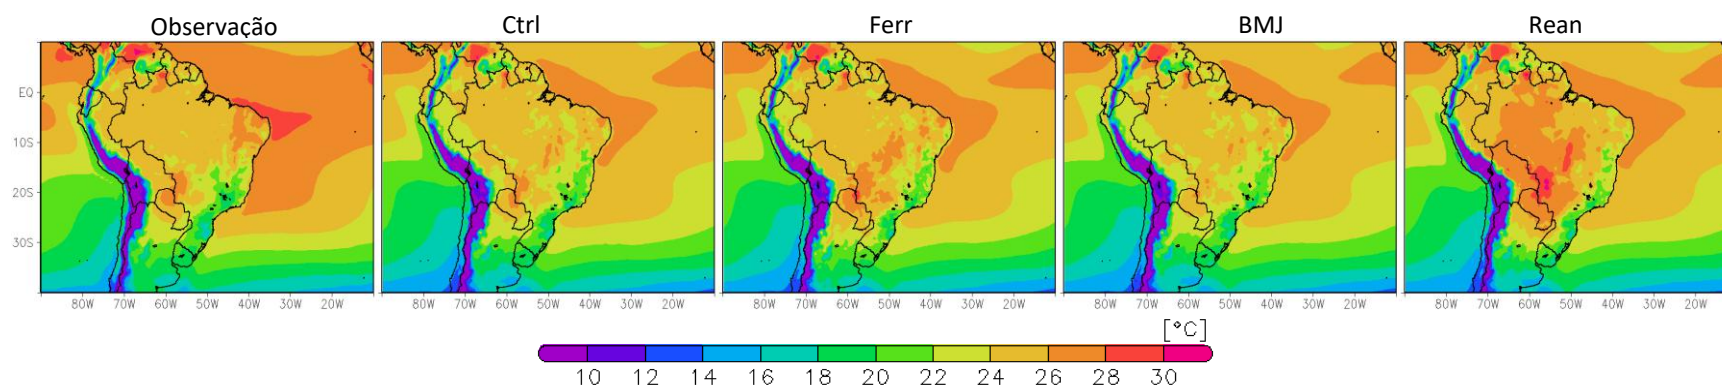 Observação Ctrl Ferr BMJ Rean
EQ
10S
20S
30S
80W 70W 60W 50W 40W 30W 20W 80W 70W 60W 50W 40W 30W 20W 80W 70W 60W 50W 40W 30W 20W 80W 70W 60W 50W 40W 30W 20W 80W 70W 60W 50W 40W 30W 20W
[°C]
10 12 14 16 18 20 22 24 26 28 30